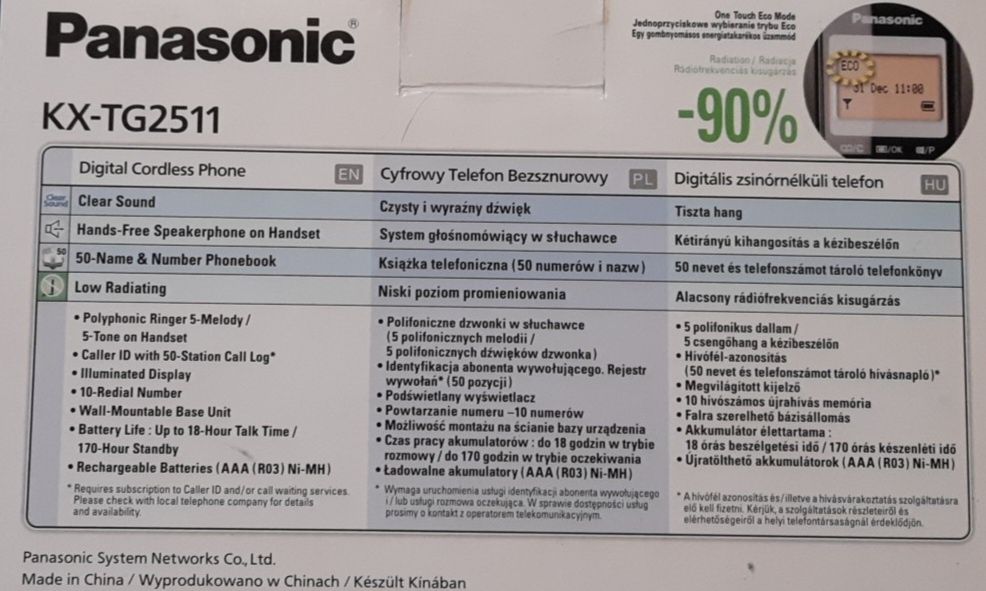 Panasonic®
KX-TG2511
One Touch Eco Mode
Jednoprzyciskowe wybieranie trybu Eco
Egy gombnyomásos energiatakarékos üzemmód
Radiation / Radiacja
Rádiófrekvenciás kisugárzás
-90%
Panasonic
ECO
31 Dec 11:00
/C /OK /P
Digital Cordless Phone EN
Clear Sound Clear Sound
Hands-Free Speakerphone on Handset
50 50-Name & Number Phonebook
Low Radiating
• Polyphonic Ringer 5-Melody /
5-Tone on Handset
• Caller ID with 50-Station Call Log*
• Illuminated Display
• 10-Redial Number
• Wall-Mountable Base Unit
• Battery Life : Up to 18-Hour Talk Time /
170-Hour Standby
• Rechargeable Batteries (AAA (R03) Ni-MH)
* Requires subscription to Caller ID and/or call waiting services.
Please check with local telephone company for details
and availability.
Cyfrowy Telefon Bezsznurowy PL
Czysty i wyraźny dźwięk
System głośnomówiący w słuchawce
Książka telefoniczna (50 numerów i nazw)
Niski poziom promieniowania
• Polifoniczne dzwonki w słuchawce
(5 polifonicznych melodii /
5 polifonicznych dźwięków dzwonka)
• Identyfikacja abonenta wywołującego. Rejestr
wywołań* (50 pozycji)
• Podświetlany wyświetlacz
• Powtarzanie numeru –10 numerów
• Możliwość montażu na ścianie bazy urządzenia
• Czas pracy akumulatorów : do 18 godzin w trybie
rozmowy / do 170 godzin w trybie oczekiwania
• Ładowalne akumulatory (AAA (R03) Ni-MH)
* Wymaga uruchomienia usługi identyfikacji abonenta wywołującego
i / lub usługi rozmowa oczekująca. W sprawie dostępności usług
prosimy o kontakt z operatorem telekomunikacyjnym.
Digitális zsinórnélküli telefon HU
Tiszta hang
Kétirányú kihangosítás a kézibeszélőn
50 nevet és telefonszámot tároló telefonkönyv
Alacsony rádiófrekvenciás kisugárzás
• 5 polifonikus dallam /
5 csengőhang a kézibeszélőn
• Hívófél-azonosítás
(50 nevet és telefonszámot tároló hívásnapló)*
• Megvilágított kijelző
• 10 hívószámos újrahívás memória
• Falra szerelhető bázisállomás
• Akkumulátor élettartama :
18 órás beszélgetési idő / 170 órás készenléti idő
• Újratölthető akkumulátorok (AAA (R03) Ni-MH)
* A hívófél azonosítás és/illetve a hívásvárakoztatás szolgáltatásra
elő kell fizetni. Kérjük, a szolgáltatások részleteiről és
elérhetőségeiről a helyi telefontársaságnál érdeklődjön.
Panasonic System Networks Co., Ltd.
Made in China / Wyprodukowano w Chinach / Készült Kínában